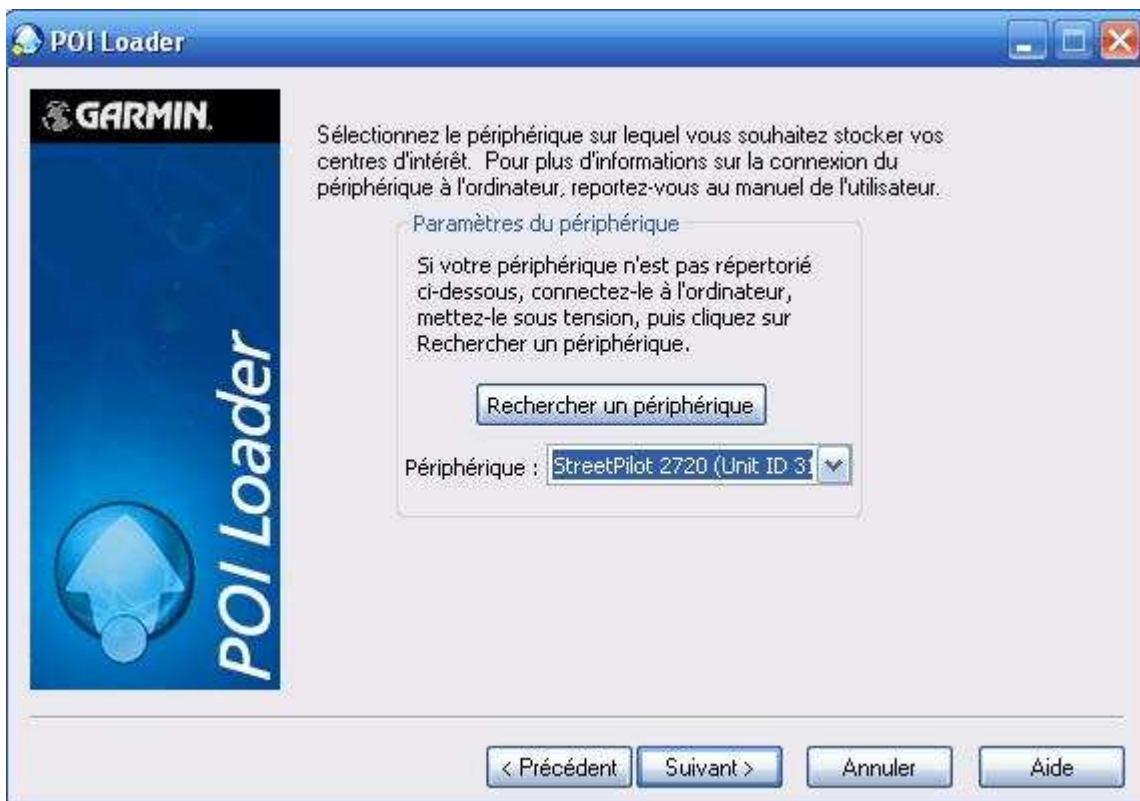 POI Loader
GARMIN.
POI Loader
Sélectionnez le périphérique sur lequel vous souhaitez stocker vos
centres d'intérêt. Pour plus d'informations sur la connexion du
périphérique à l'ordinateur, reportez-vous au manuel de l'utilisateur.
Paramètres du périphérique
Si votre périphérique n'est pas répertorié
ci-dessous, connectez-le à l'ordinateur,
mettez-le sous tension, puis cliquez sur
Rechercher un périphérique.
Rechercher un périphérique
Périphérique : StreetPilot 2720 (Unit ID 31
< Précédent Suivant > Annuler Aide